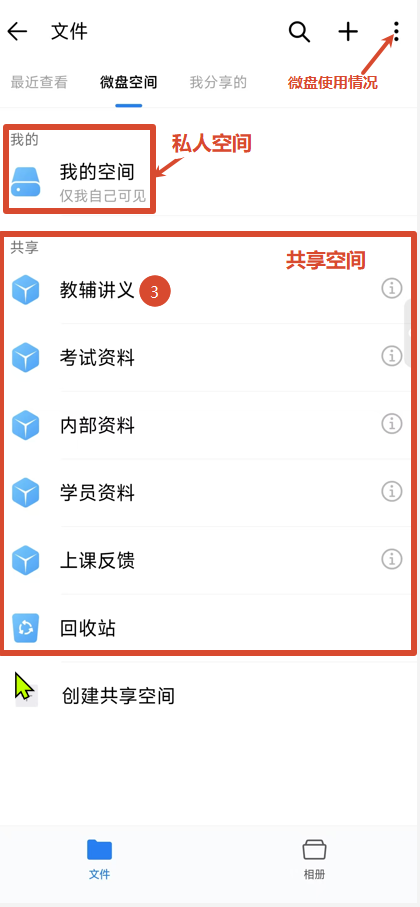 文件
最近查看 微盘空间 我分享的 微盘使用情况
我的
私人空间
我的空间
仅我自己可见
共享
共享空间
教辅讲义 3
考试资料
内部资料
学员资料
上课反馈
回收站
创建共享空间
文件 相册